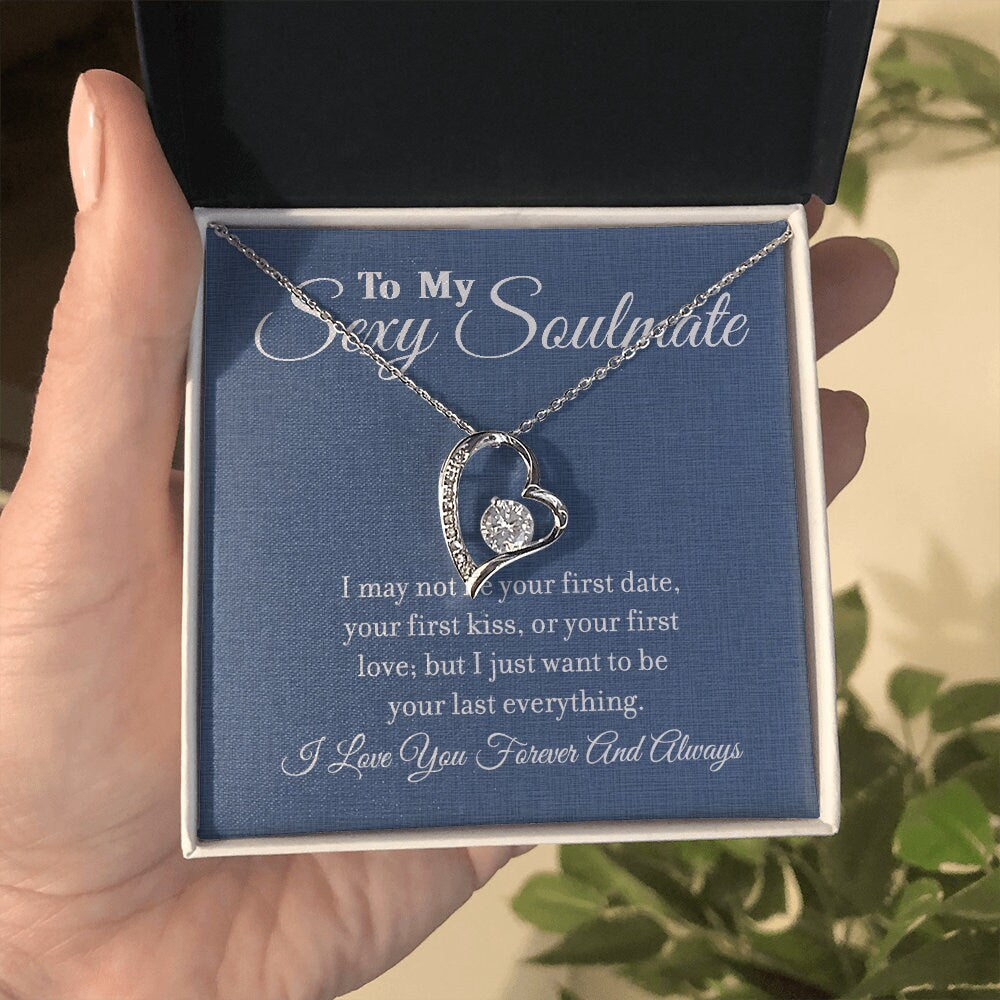 To My
Sexy Soulmate
I may not be your first date,
your first kiss, or your first
love; but I just want to be
your last everything.
I Love You Forever And Always